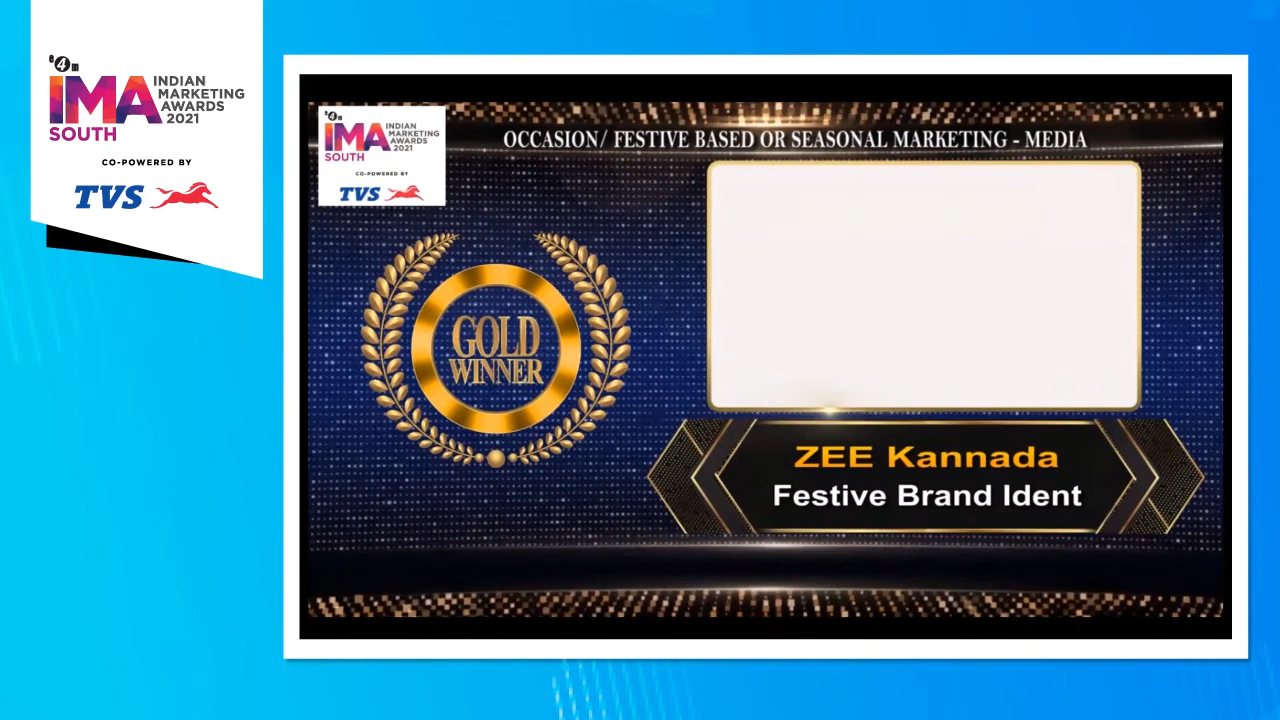 e4m
IMA INDIAN
MARKETING
AWARDS
2021
SOUTH
CO-POWERED BY
TVS
e4m
IMA INDIAN
MARKETING
AWARDS
2021
SOUTH
CO-POWERED BY
TVS
OCCASION/ FESTIVE BASED OR SEASONAL MARKETING - MEDIA
GOLD
WINNER
ZEE Kannada
Festive Brand Ident